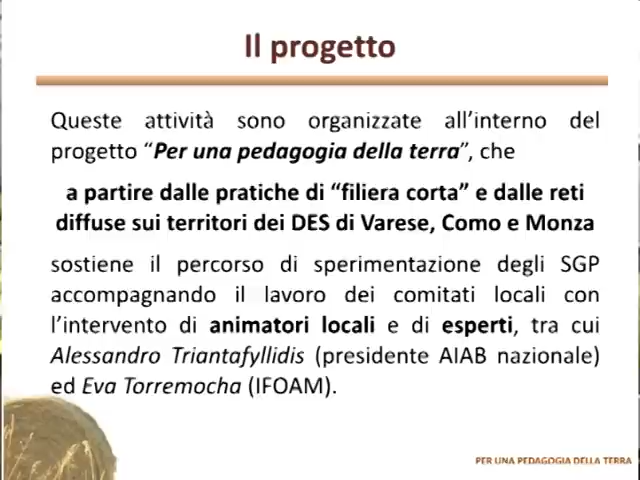 Il progetto
Queste attività sono organizzate all'interno del
progetto "Per una pedagogia della terra", che
a partire dalle pratiche di "filiera corta" e dalle reti
diffuse sui territori dei DES di Varese, Como e Monza
sostiene il percorso di sperimentazione degli SGP
accompagnando il lavoro dei comitati locali con
l'intervento di animatori locali e di esperti, tra cui
Alessandro Triantafyllidis (presidente AIAB nazionale)
ed Eva Torremocha (IFOAM).
PER UNA PEDAGOGIA DELLA TERRA